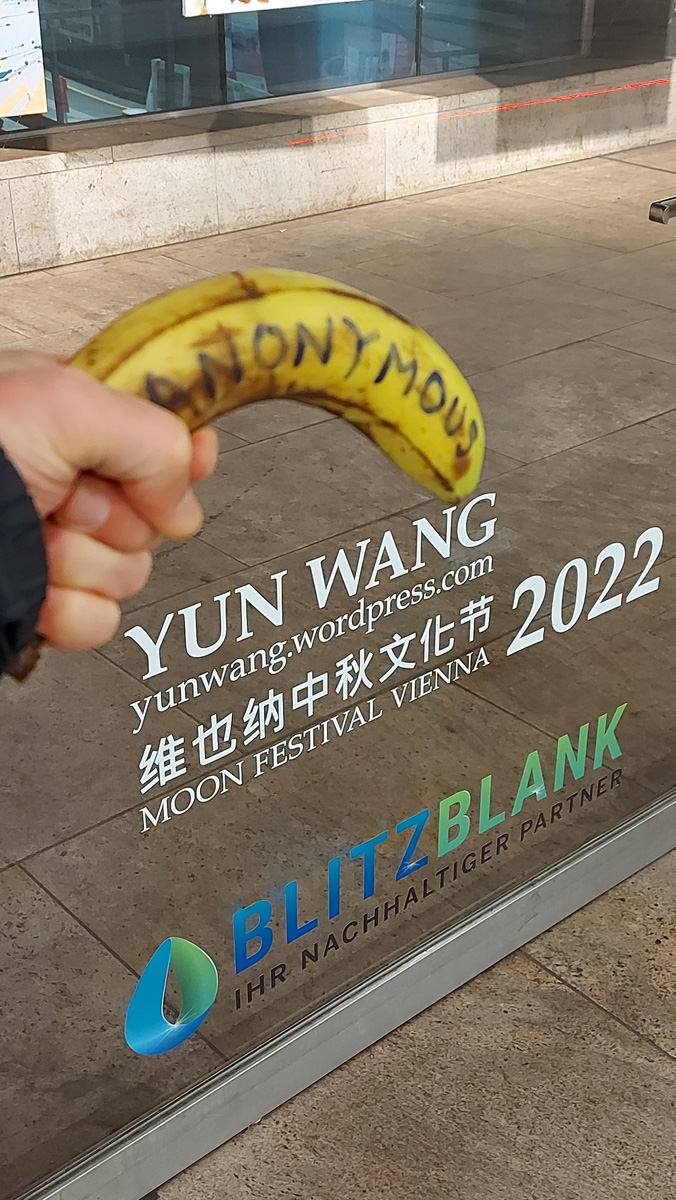 ANONYMOUS
YUN WANG
yunwang.wordpress.com
维也纳中秋文化节
MOON FESTIVAL VIENNA
2022
BLITZBLANK
IHR NACHHALTIGER PARTNER